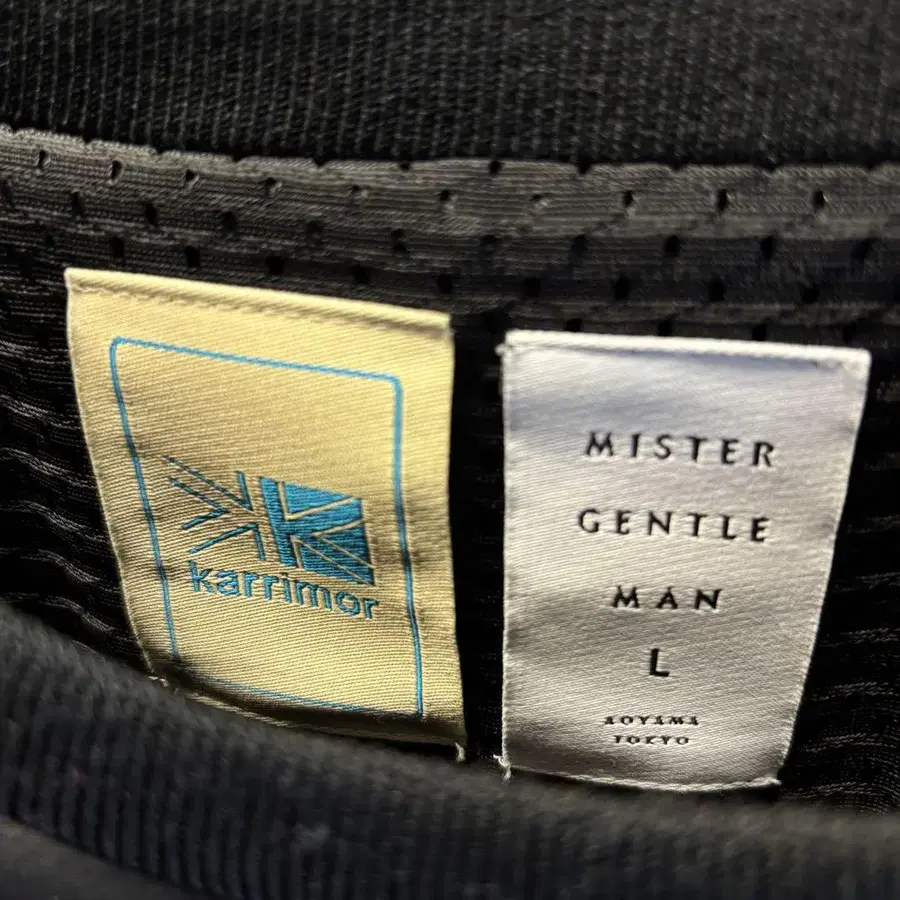 karrimor
MISTER
GENTLE
MAN
L
AOYAMA
TOKYO